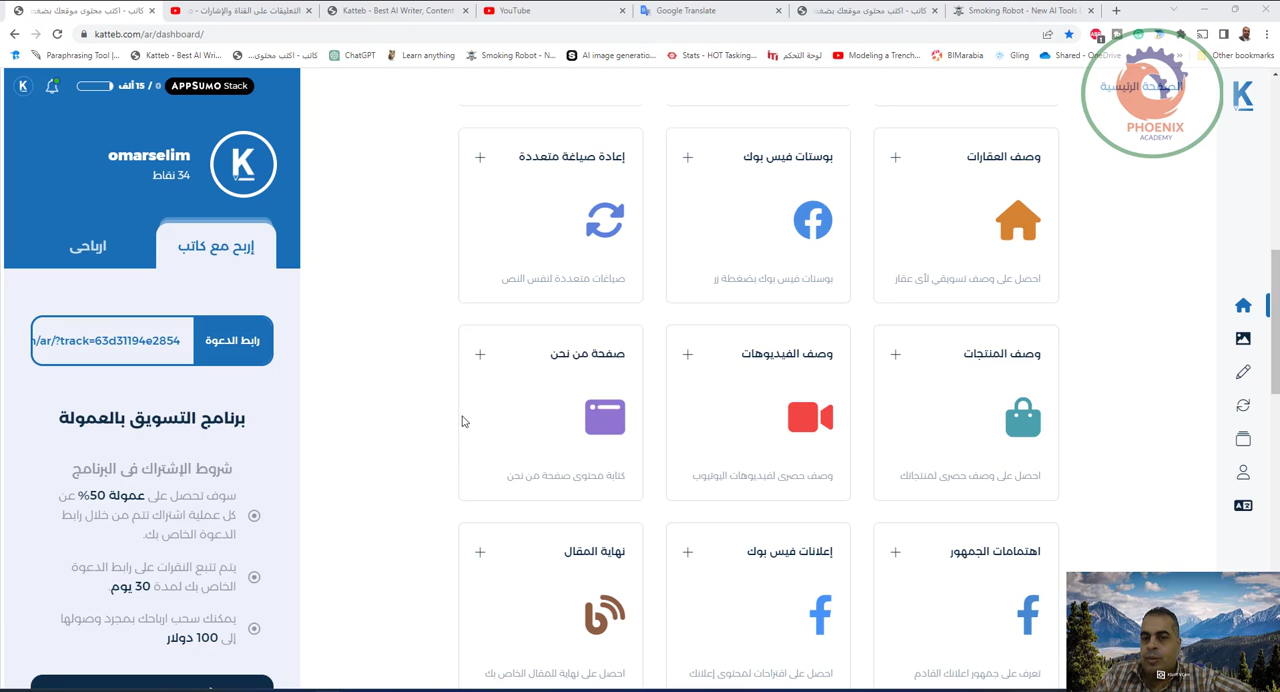 كاتب - اكتب محتوى موقعك بضغ
التعليقات على القناة والإشارات -
Katteb - Best AI Writer, Content
YouTube
Google Translate
كاتب - اكتب محتوى موقعك بضغ
Smoking Robot - New AI Tools
katteb.com/ar/dashboard/
Paraphrasing Tool |...
Katteb - Best AI Wri...
كاتب - اكتب محتوى...
ChatGPT
Learn anything
Smoking Robot - N...
AI image generation...
Stats - HOT Tasking...
لوحة التحكم
Modeling a Trench...
BIMarabia
Gling
Shared - OneDrive
Other bookmarks
0 / 15 ألف
APPSUMO Stack
الصفحة الرئيسية
PHOENIX
ACADEMY
omarselim
34 نقاط
إربح مع كاتب
ارباحى
رابط الدعوة
n/ar/?track=63d31194e2854
برنامج التسويق بالعمولة
شروط الإشتراك فى البرنامج
سوف تحصل على عمولة 50% عن
كل عملية اشتراك تتم من خلال رابط
الدعوة الخاص بك.
يتم تتبع النقرات على رابط الدعوة
الخاص بك لمدة 30 يوم.
يمكنك سحب ارباحك بمجرد وصولها
إلى 100 دولار
وصف العقارات
احصل على وصف تسويقي لأى عقار
بوستات فيس بوك
بوستات فيس بوك بضغطة زر
إعادة صياغة متعددة
صياغات متعددة لنفس النص
وصف المنتجات
احصل على وصف حصرى لمنتجاتك
وصف الفيديوهات
وصف حصرى لفيديوهات اليوتيوب
صفحة من نحن
كتابة محتوى صفحة من نحن
اهتمامات الجمهور
تعرف على جمهور اعلانك القادم
إعلانات فيس بوك
احصل على اقتراحات لمحتوى إعلانك
نهاية المقال
احصل على نهاية للمقال الخاص بك